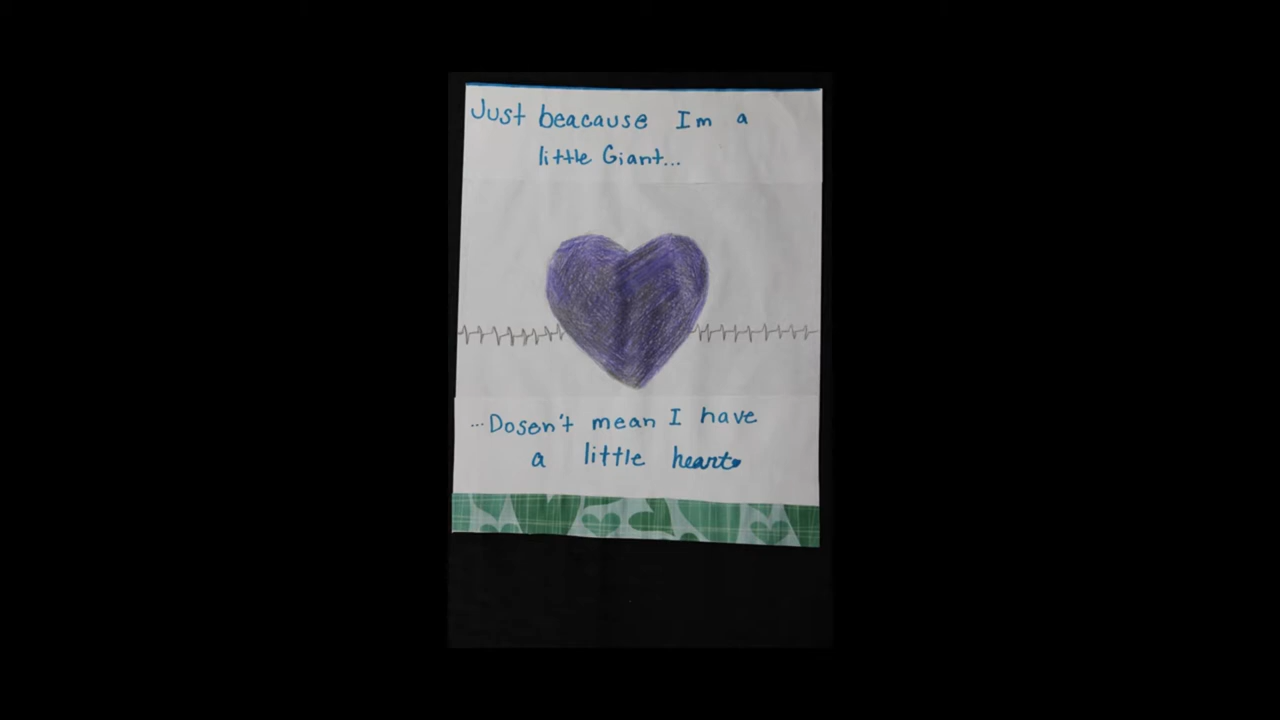 Just beacause Im a
little Giant...
...Dosen't mean I have
a little heart.